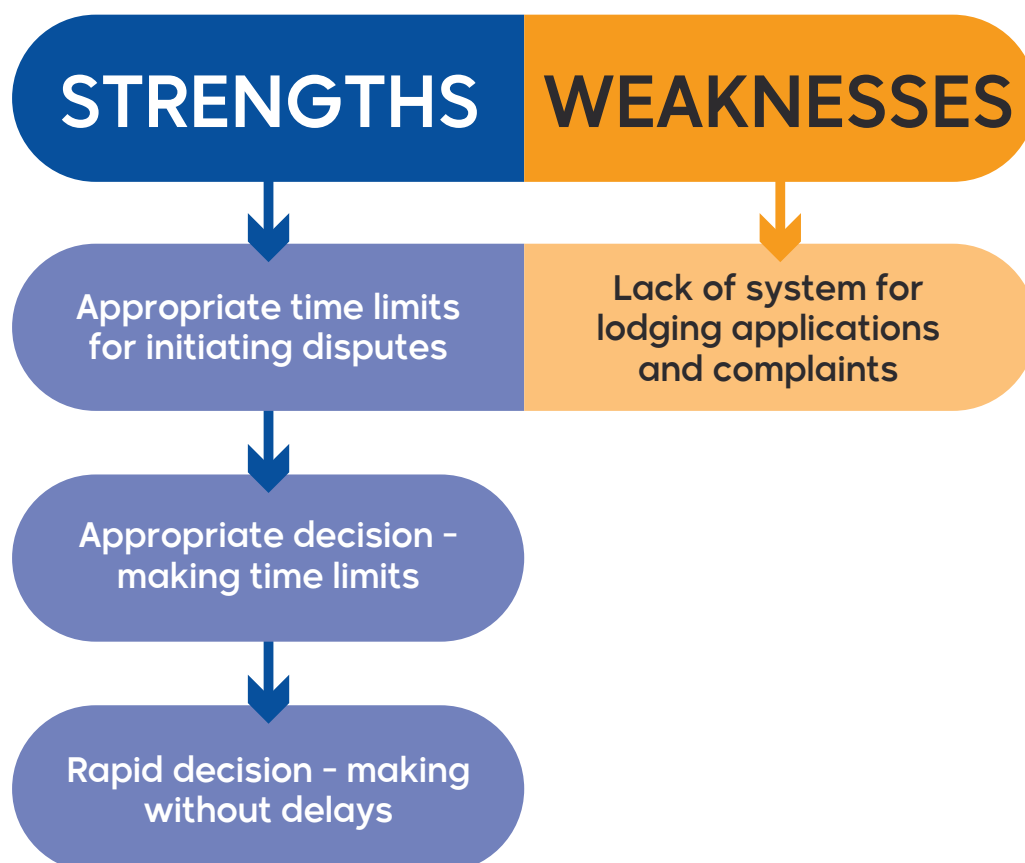 STRENGTHS
WEAKNESSES
Appropriate time limits
for initiating disputes
Lack of system for
lodging applications
and complaints
Appropriate decision -
making time limits
Rapid decision - making
without delays